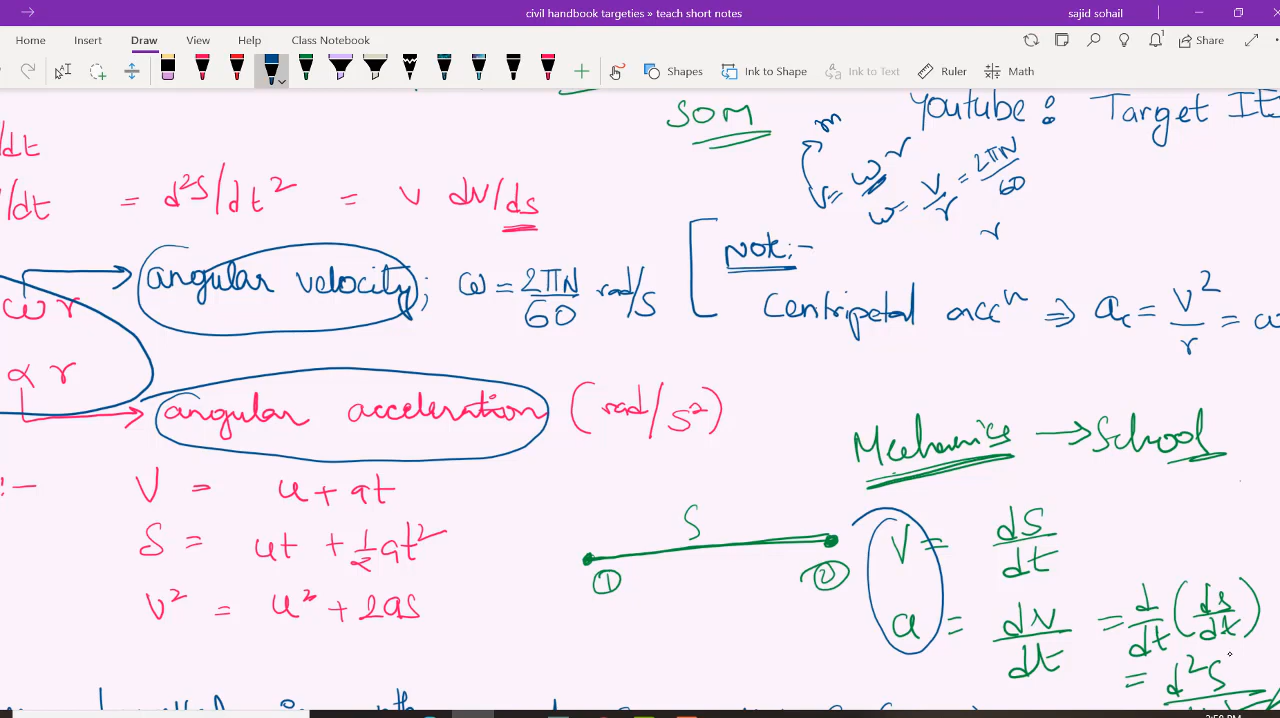 civil handbook targeties » teach short notes
sajid sohail
Home Insert Draw View Help Class Notebook
Share
Shapes Ink to Shape Ink to Text Ruler Math
SOM
Youtube : Target IE
m
V = ω r
ω = V/r = 2πN/60
r
/dt
/dt = d²S/dt² = v dV/ds
angular velocity ; ω = 2πN/60 rad/s
Note:-
Centripetal accⁿ ⇒ ac = V²/r = ω
ω r
α r
angular acceleration (rad/s²)
Mechanics → School
:- V = u + at
S = ut + ½at²
V² = u² + 2as
S
① ②
V = dS/dt
a = dV/dt = d/dt (ds/dt)
= d²S